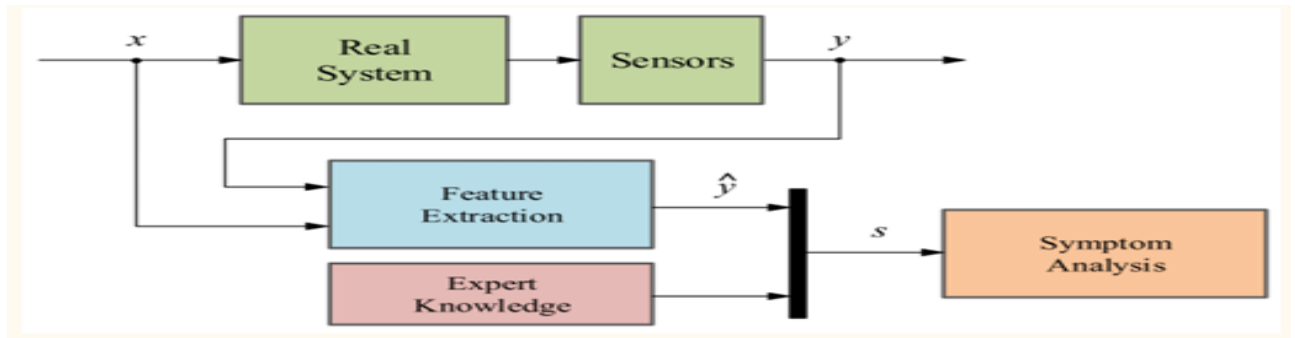 x
Real
System
Sensors
y
Feature
Extraction
ŷ
Expert
Knowledge
s
Symptom
Analysis